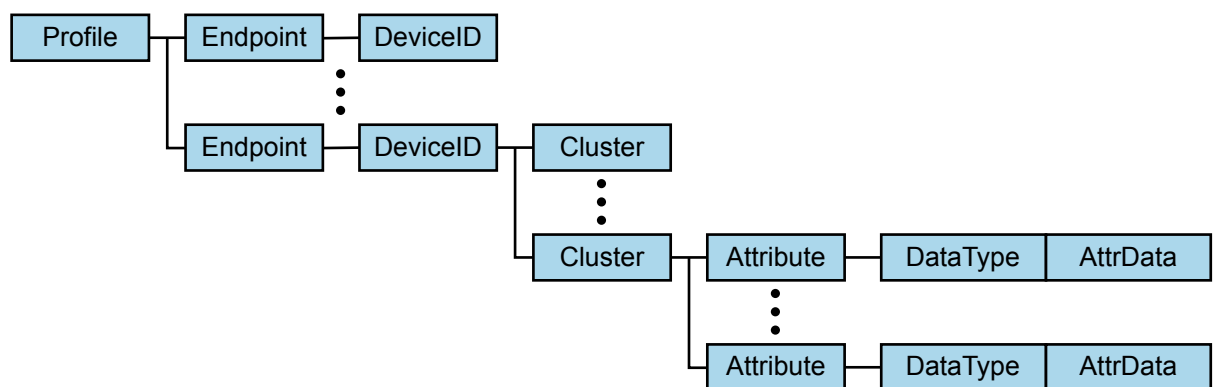 Profile Endpoint DeviceID
Endpoint DeviceID Cluster
Cluster Attribute DataType AttrData
Attribute DataType AttrData